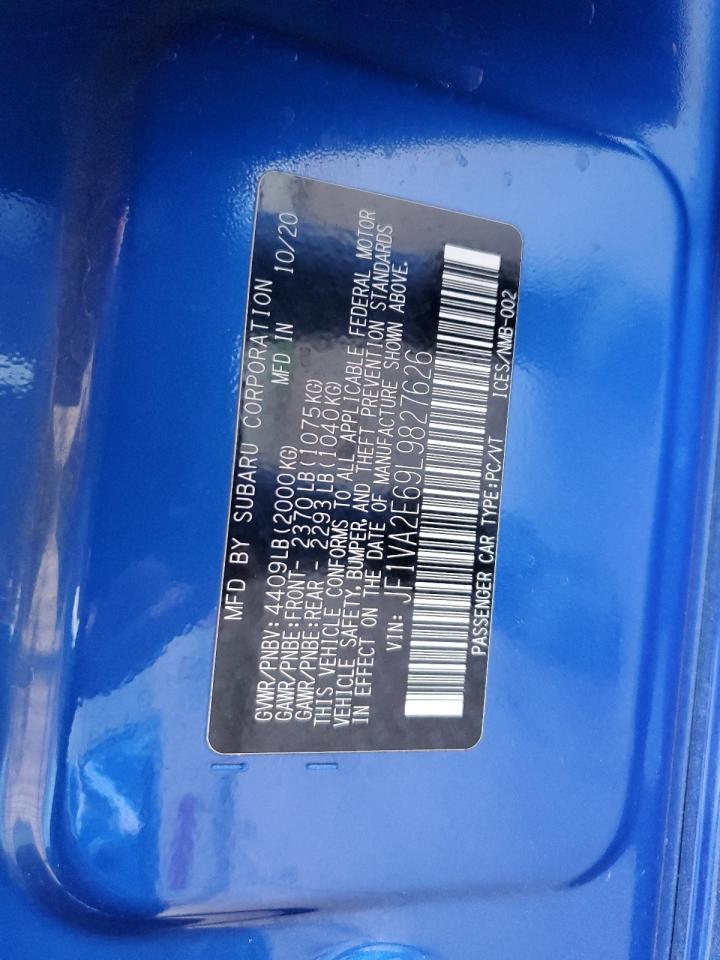 MFD BY SUBARU CORPORATION
MFD IN 10/20
GVWR/PNBV: 4409LB (2000KG)
GAWR/PNBE:FRONT- 2370LB (1075KG)
GAWR/PNBE:REAR - 2293LB (1040KG)
THIS VEHICLE CONFORMS TO ALL APPLICABLE FEDERAL MOTOR
VEHICLE SAFETY, BUMPER, AND THEFT PREVENTION STANDARDS
IN EFFECT ON THE DATE OF MANUFACTURE SHOWN ABOVE.
VIN: JF1VA2E69L9827626
PASSENGER CAR TYPE:PC/VT ICES/NMB-002